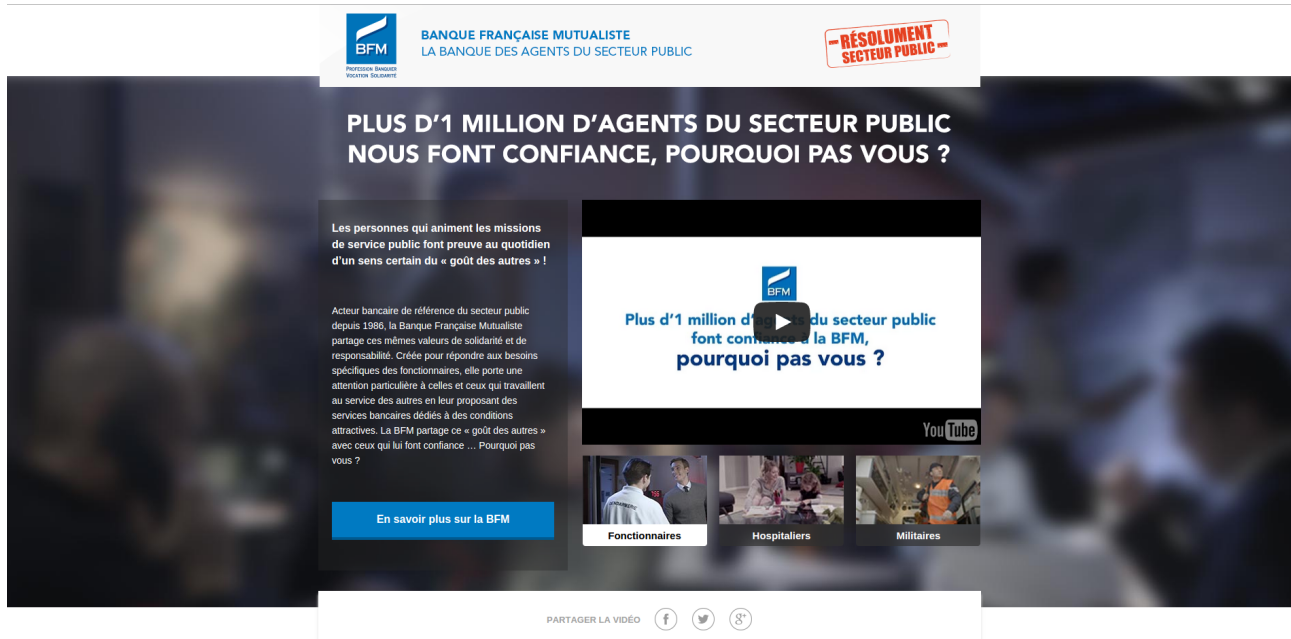 BFM
PROFESSION BANQUIER
VOCATION SOLIDARITÉ
BANQUE FRANÇAISE MUTUALISTE
LA BANQUE DES AGENTS DU SECTEUR PUBLIC
RÉSOLUMENT
SECTEUR PUBLIC
PLUS D'1 MILLION D'AGENTS DU SECTEUR PUBLIC
NOUS FONT CONFIANCE, POURQUOI PAS VOUS ?
Les personnes qui animent les missions
de service public font preuve au quotidien
d'un sens certain du « goût des autres » !
Acteur bancaire de référence du secteur public
depuis 1986, la Banque Française Mutualiste
partage ces mêmes valeurs de solidarité et de
responsabilité. Créée pour répondre aux besoins
spécifiques des fonctionnaires, elle porte une
attention particulière à celles et ceux qui travaillent
au service des autres en leur proposant des
services bancaires dédiés à des conditions
attractives. La BFM partage ce « goût des autres »
avec ceux qui lui font confiance … Pourquoi pas
vous ?
En savoir plus sur la BFM
BFM
Plus d'1 million d'agents du secteur public
font confiance à la BFM,
pourquoi pas vous ?
YouTube
GENDARMERIE
Fonctionnaires
Hospitaliers
Militaires
PARTAGER LA VIDÉO